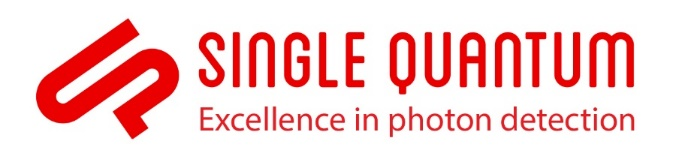 SINGLE QUANTUM
Excellence in photon detection